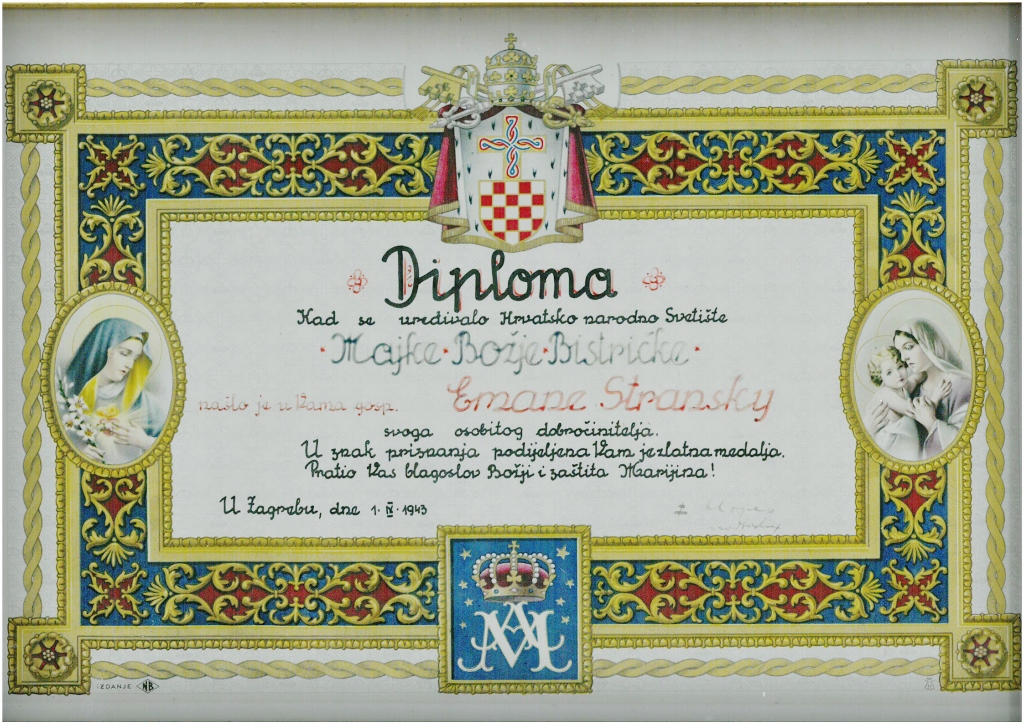 Diploma
Kad se uređivalo Hrvatsko narodno Svetište
Majke · Božje · Bistričke
našlo je u Vama gosp. Emane Stransky
svoga osobitog dobročinitelja.
U znak priznanja podijeljena Vam je zlatna medalja.
Pratio Vas blagoslov Božji i zaštita Marijina!
U Zagrebu, dne 1. IV. 1943
IZDANJE NB